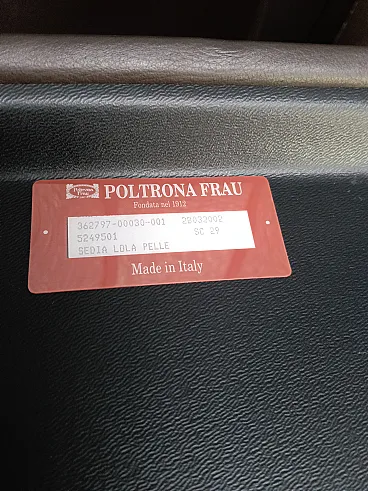 Poltrona
Frau
POLTRONA FRAU
Fondata nel 1912
362797-00030-001 22033002
5249501 SC 29
SEDIA LOLA PELLE
Made in Italy